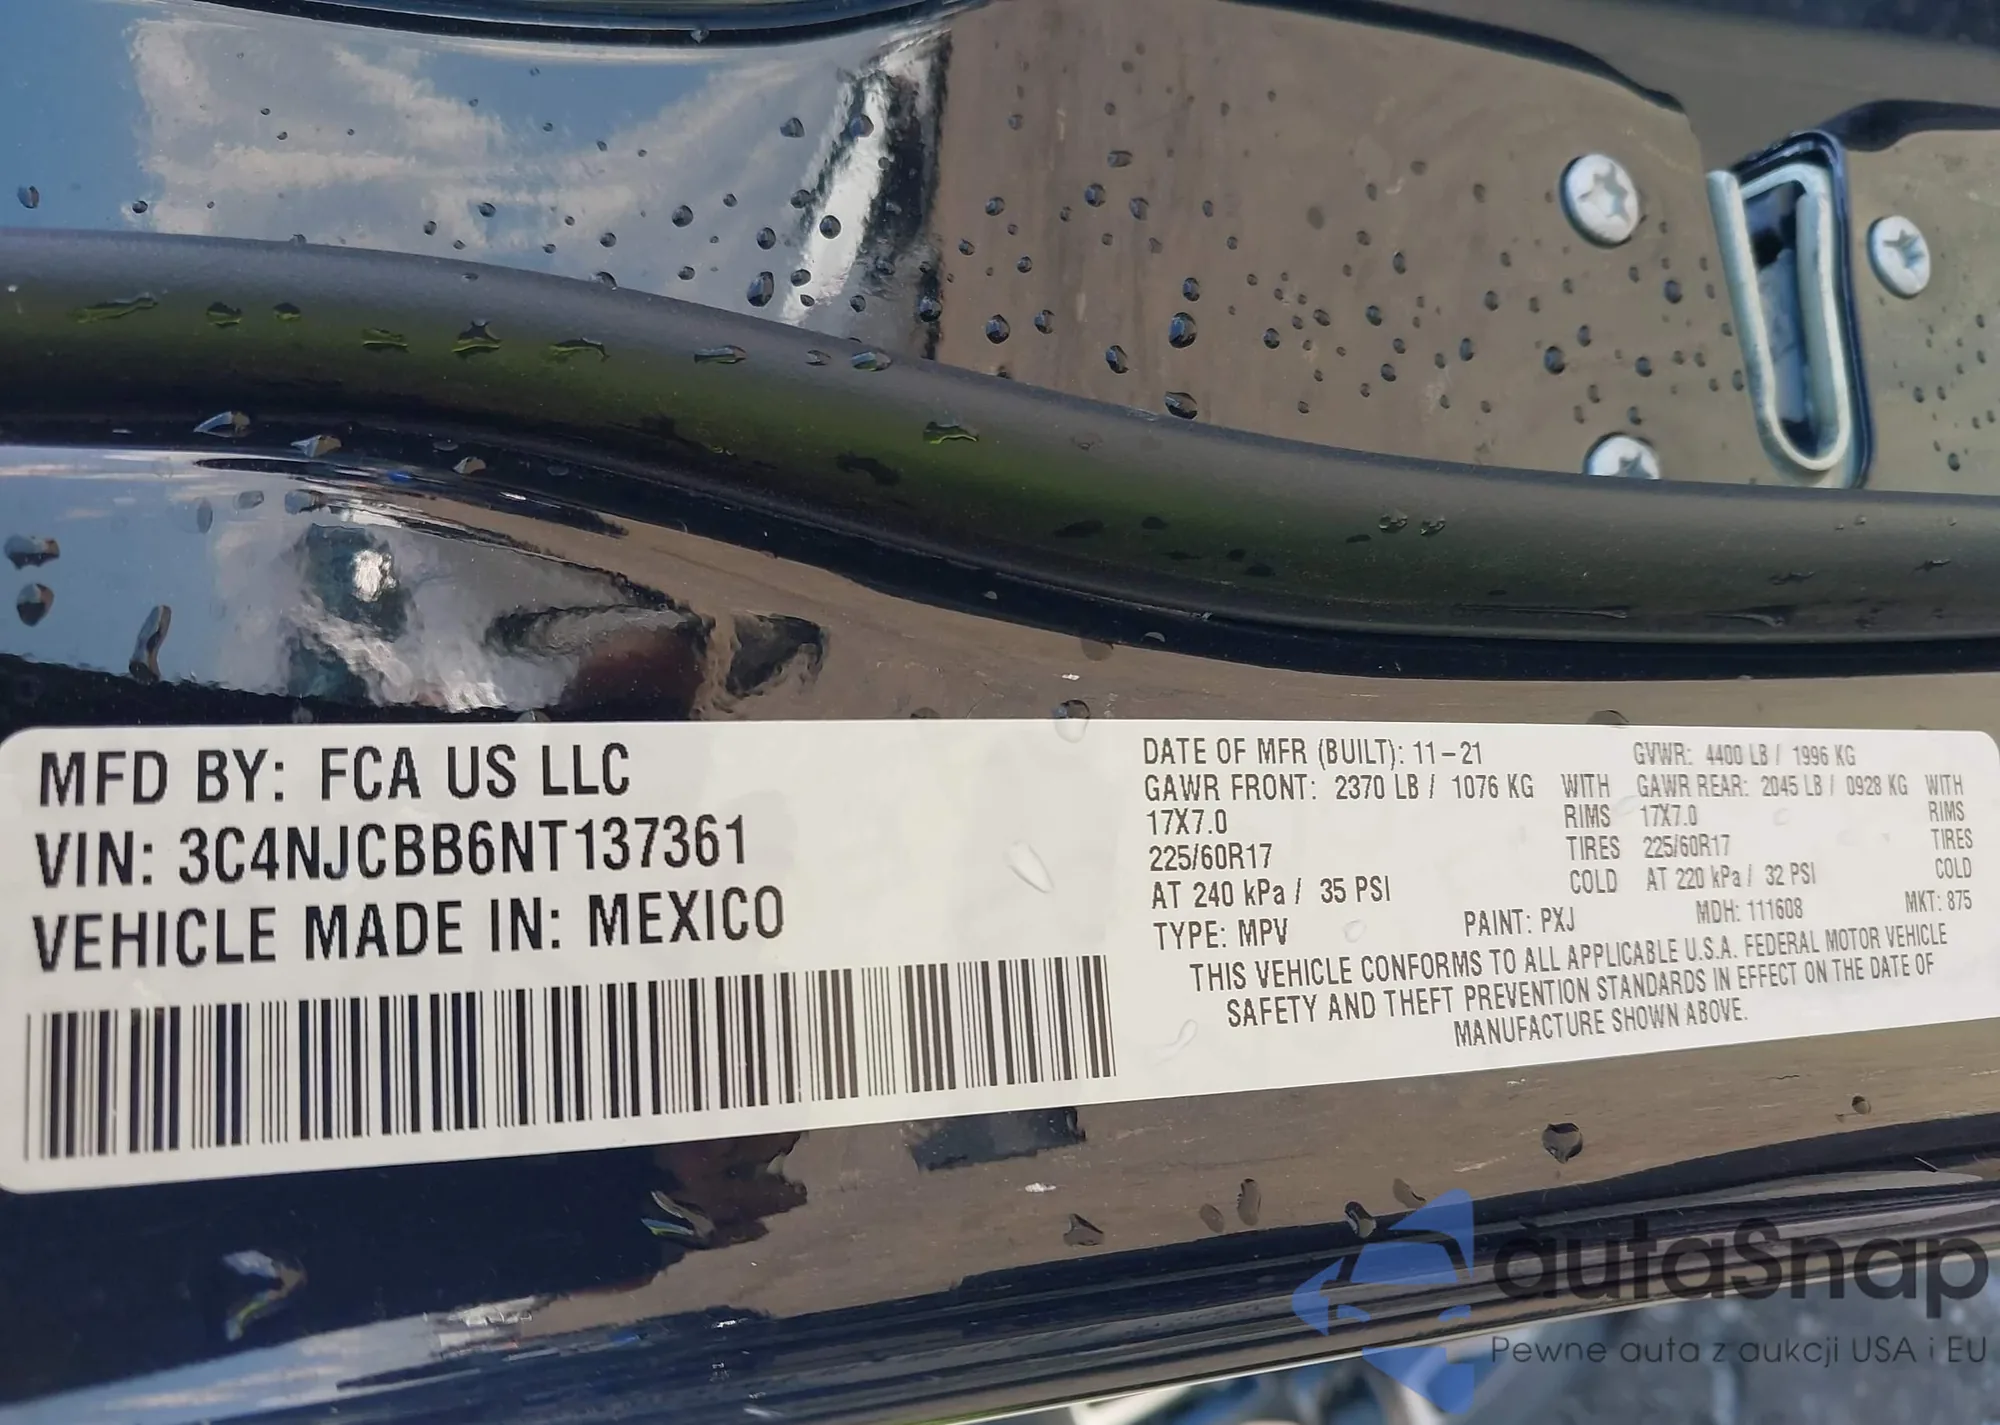 MFD BY: FCA US LLC
VIN: 3C4NJCBB6NT137361
VEHICLE MADE IN: MEXICO
DATE OF MFR (BUILT): 11-21 GVWR: 4400 LB / 1996 KG
GAWR FRONT: 2370 LB / 1076 KG WITH GAWR REAR: 2045 LB / 0928 KG WITH
17X7.0 RIMS 17X7.0 RIMS
225/60R17 TIRES 225/60R17 TIRES
AT 240 kPa / 35 PSI COLD AT 220 kPa / 32 PSI COLD
TYPE: MPV PAINT: PXJ MDH: 111608 MKT: 875
THIS VEHICLE CONFORMS TO ALL APPLICABLE U.S.A. FEDERAL MOTOR VEHICLE
SAFETY AND THEFT PREVENTION STANDARDS IN EFFECT ON THE DATE OF
MANUFACTURE SHOWN ABOVE.
autaSnap
Pewne auta z aukcji USA i EU